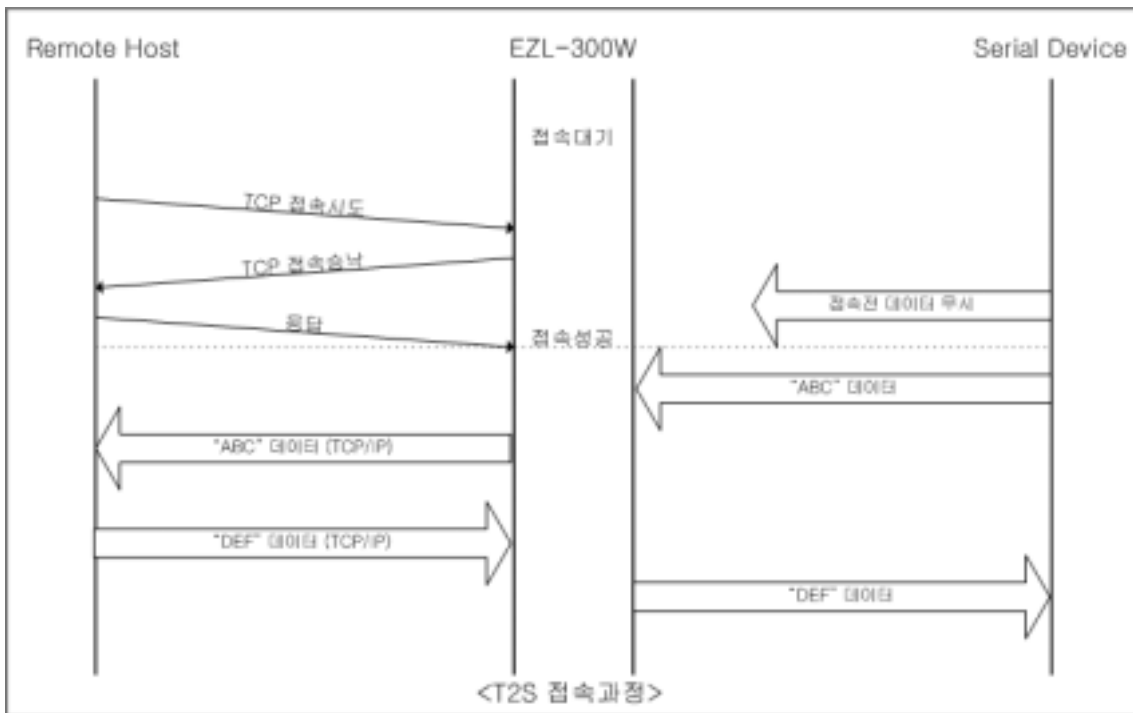 Remote Host
EZL-300W
Serial Device
접속대기
TCP 접속시도
TCP 접속승낙
접속전 데이터 무시
응답
접속성공
"ABC" 데이터
"ABC" 데이터 (TCP/IP)
"DEF" 데이터 (TCP/IP)
"DEF" 데이터
<T2S 접속과정>